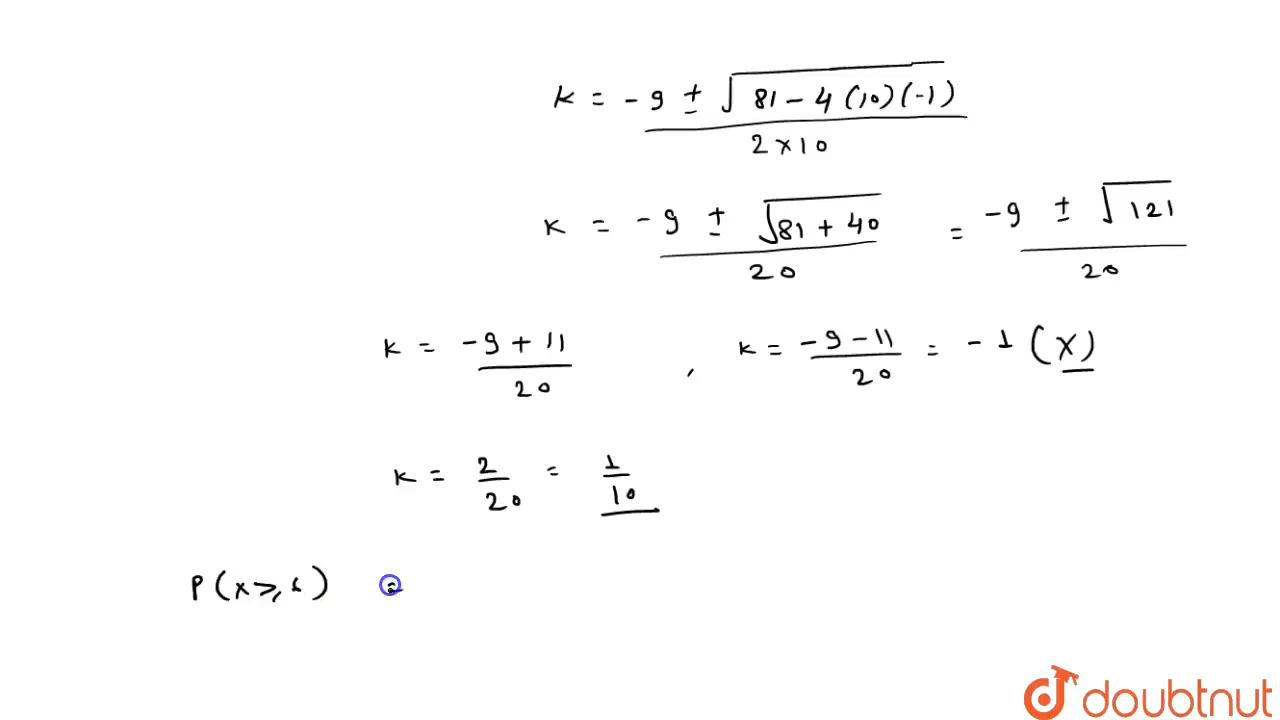 k = -9 ± √81 - 4(10)(-1) / 2×10
k = -9 ± √81 + 40 / 20 = -9 ± √121 / 20
k = -9 + 11 / 20 , k = -9 - 11 / 20 = -1 (X)
k = 2/20 = 1/10
=
doubtnut